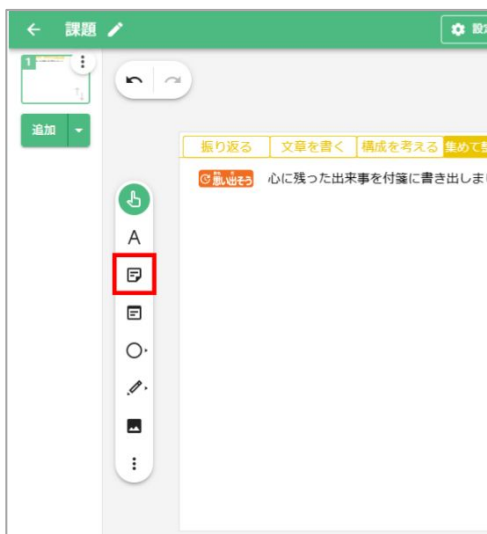 課題
設定
1
追加
振り返る
文章を書く
構成を考える
集めて整
思い出そう
心に残った出来事を付箋に書き出しま
A